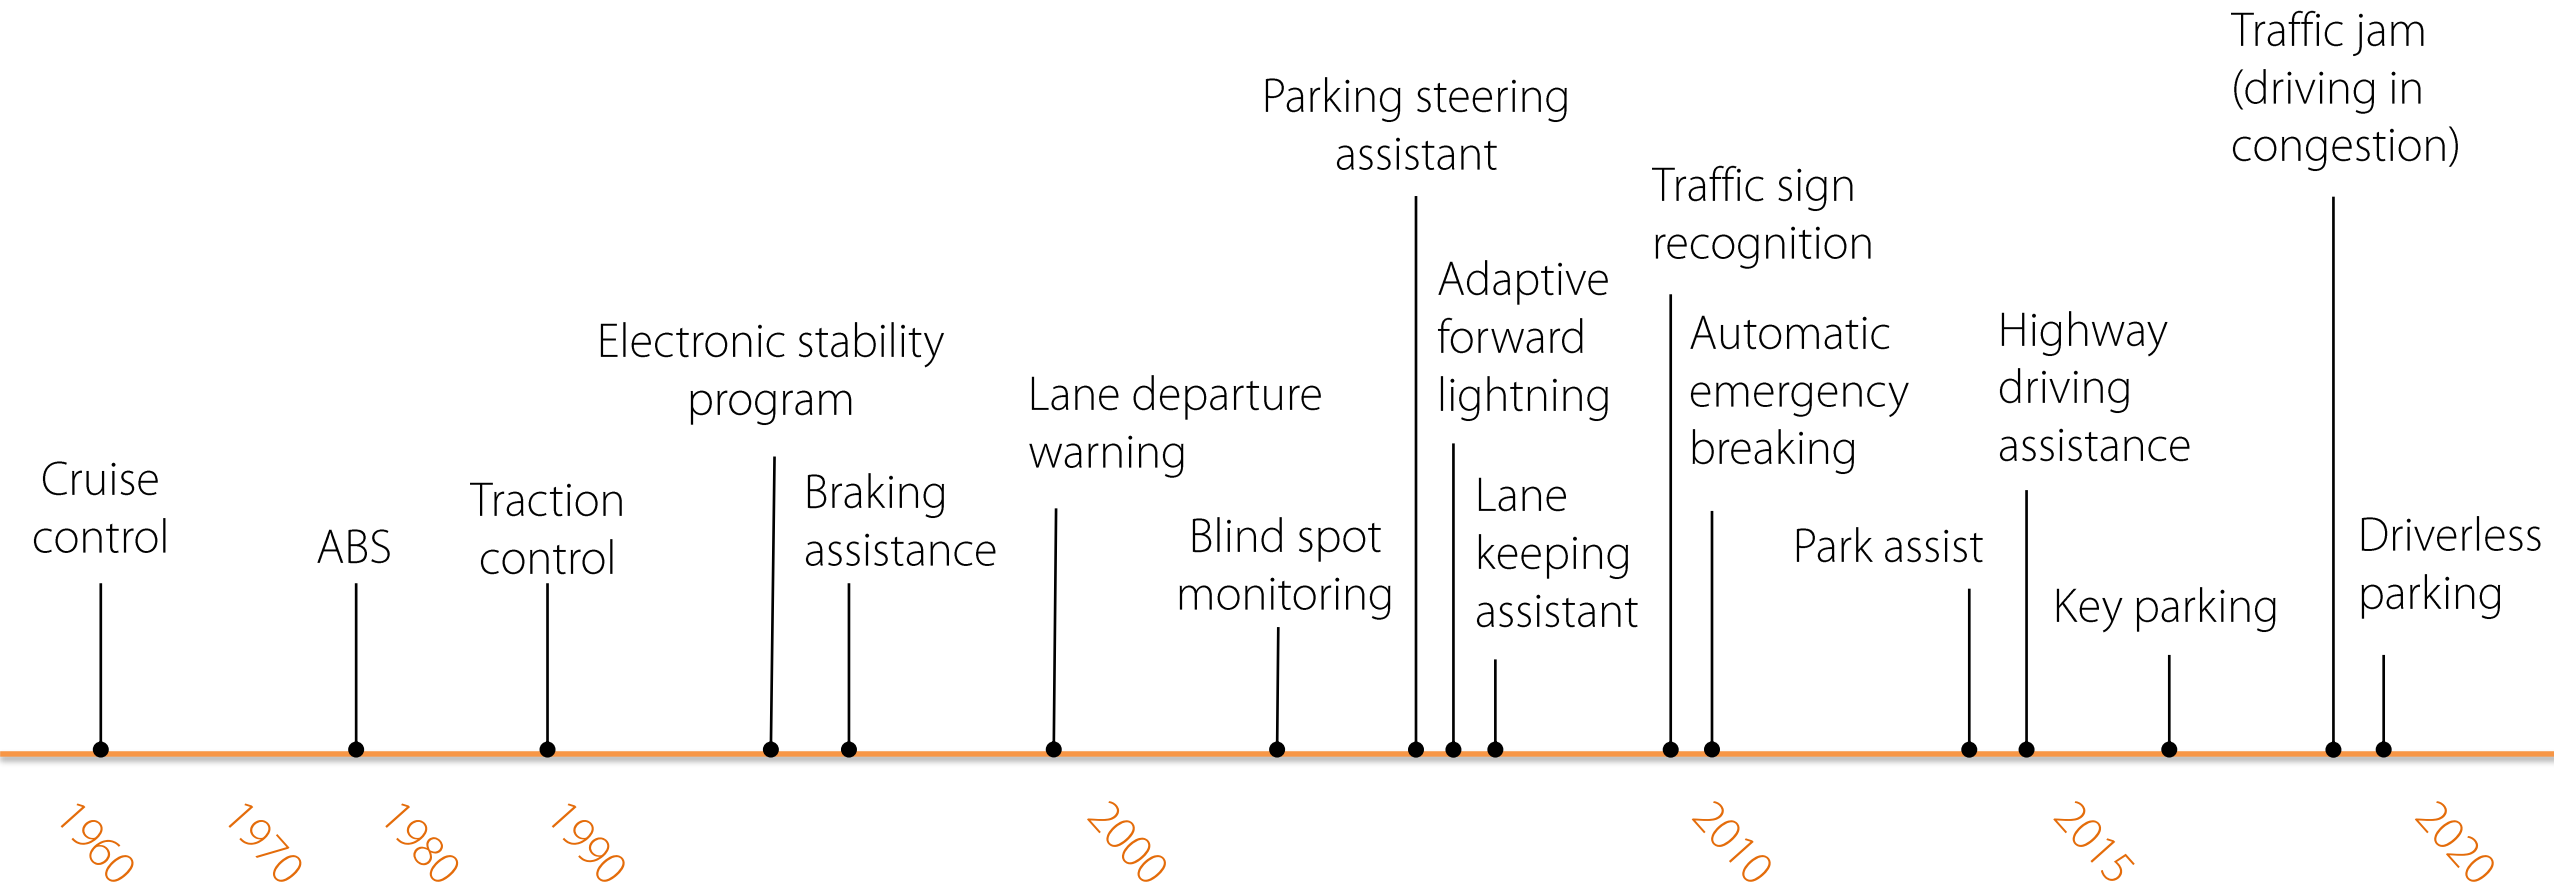 Cruise
control
ABS
Traction
control
Electronic stability
program
Braking
assistance
Lane departure
warning
Blind spot
monitoring
Parking steering
assistant
Adaptive
forward
lightning
Lane
keeping
assistant
Traffic sign
recognition
Automatic
emergency
breaking
Park assist
Highway
driving
assistance
Key parking
Traffic jam
(driving in
congestion)
Driverless
parking
1960
1970
1980
1990
2000
2010
2015
2020